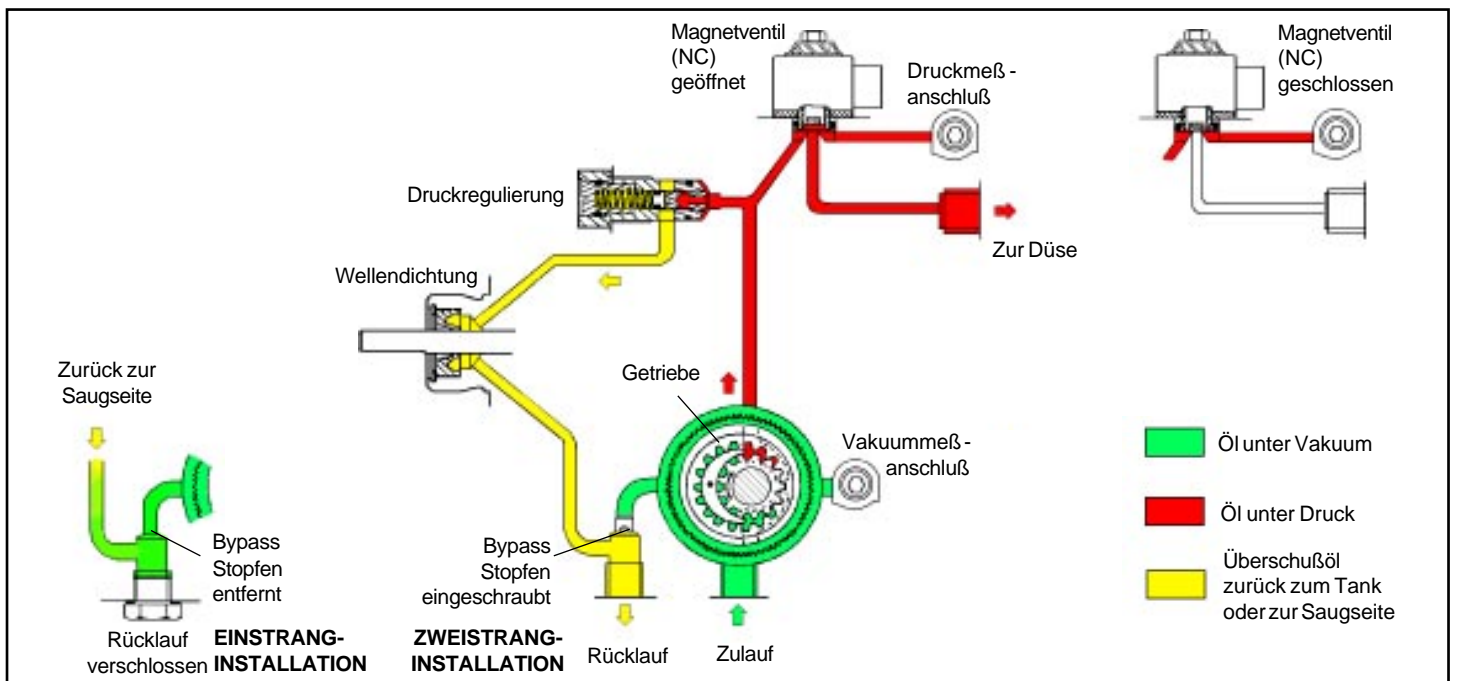 Magnetventil
(NC)
geöffnet
Druckmeß -
anschluß
Magnetventil
(NC)
geschlossen
Druckregulierung
Zur Düse
Wellendichtung
Zurück zur
Saugseite
Getriebe
Vakuummeß -
anschluß
Öl unter Vakuum
Öl unter Druck
Überschußöl
zurück zum Tank
oder zur Saugseite
Bypass
Stopfen
entfernt
Bypass
Stopfen
eingeschraubt
Rücklauf
verschlossen
EINSTRANG-
INSTALLATION
ZWEISTRANG-
INSTALLATION
Rücklauf
Zulauf